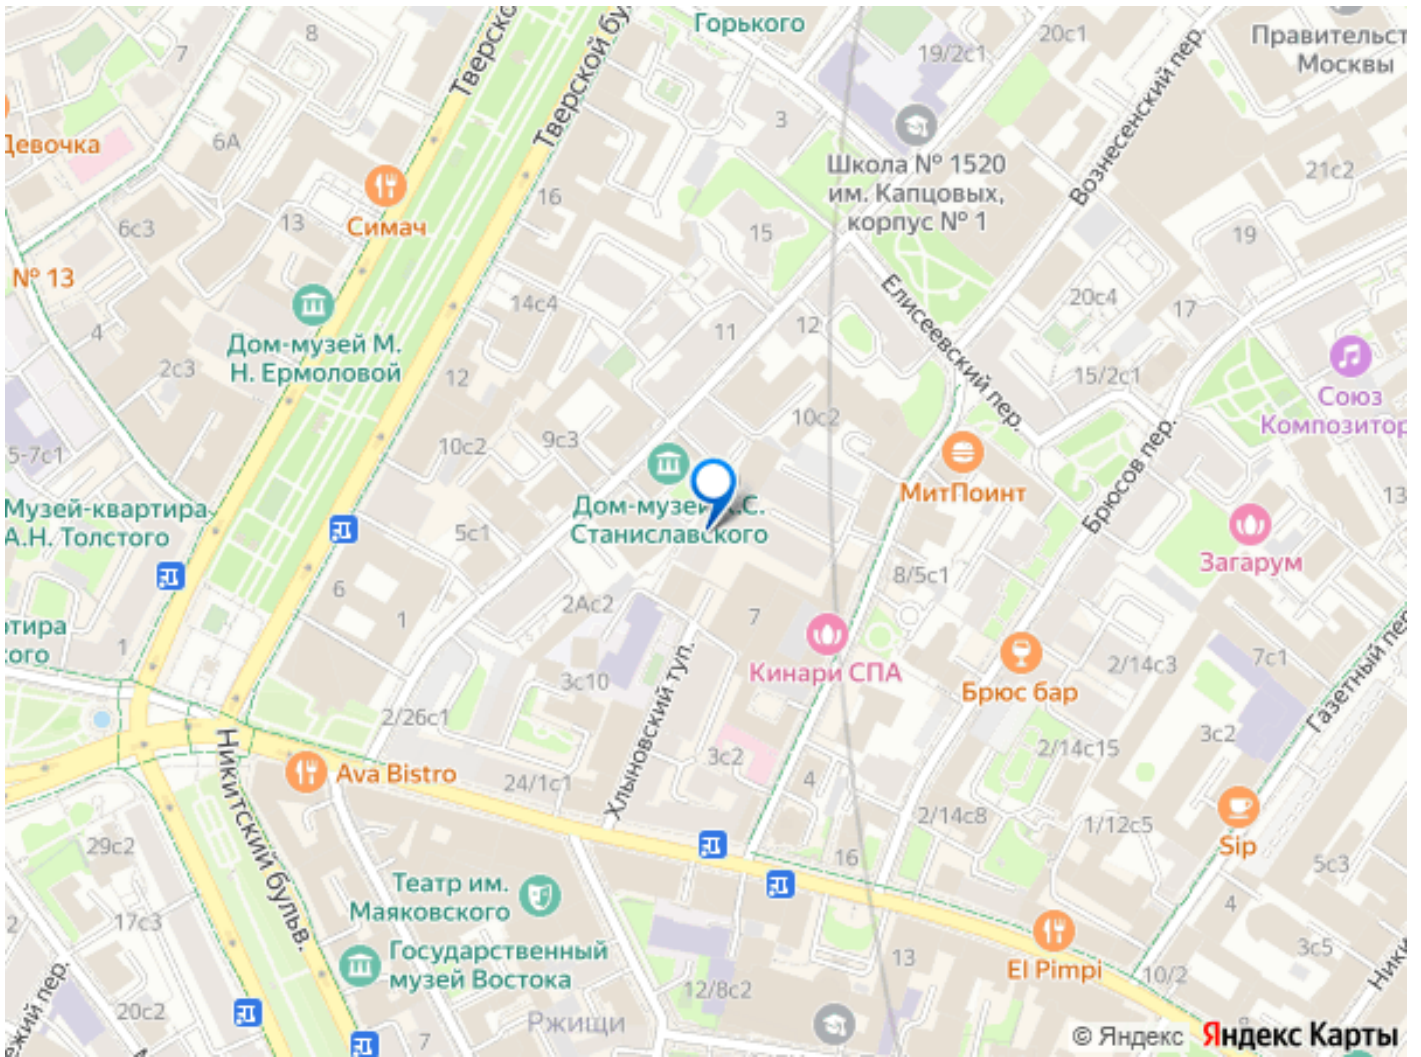 Горького
20с1
Правительст
Москвы
8
7
19/2с1
Тверско
Тверской бу
Вознесенский пер.
3
Девочка
6А
Школа № 1520
им. Капцовых,
корпус № 1
21с2
16
6с3
13
Симач
15
19
№ 13
Елисеевский пер.
20с4
14с4
17
4
11
12
Дом-музей М.
Н. Ермоловой
2с3
12
15/2с1
Союз
Композитор
10с2
9с3
10с2
5-7с1
Брюсов пер.
МитПоинт
13
Музей-квартира
А.Н. Толстого
Дом-музей К.С.
Станиславского
5с1
Загарум
8/5с1
6
2Ас2
7
1
тира
кого
1
Хлыновский туп.
Кинари СПА
2/14с3
7с1
Газетный пер.
3с10
Брюс бар
2/26с1
Никитский бульв.
3с2
2/14с15
3с2
Ava Bistro
24/1с1
4
2/14с8
1/12с5
Sip
29с2
16
5с3
Театр им.
Маяковского
2
17с3
4
Государственный
музей Востока
13
El Pimpi
3с5
10/2
Ники
12/8с2
20с2
Ржищи
7
© Яндекс Яндекс Карты